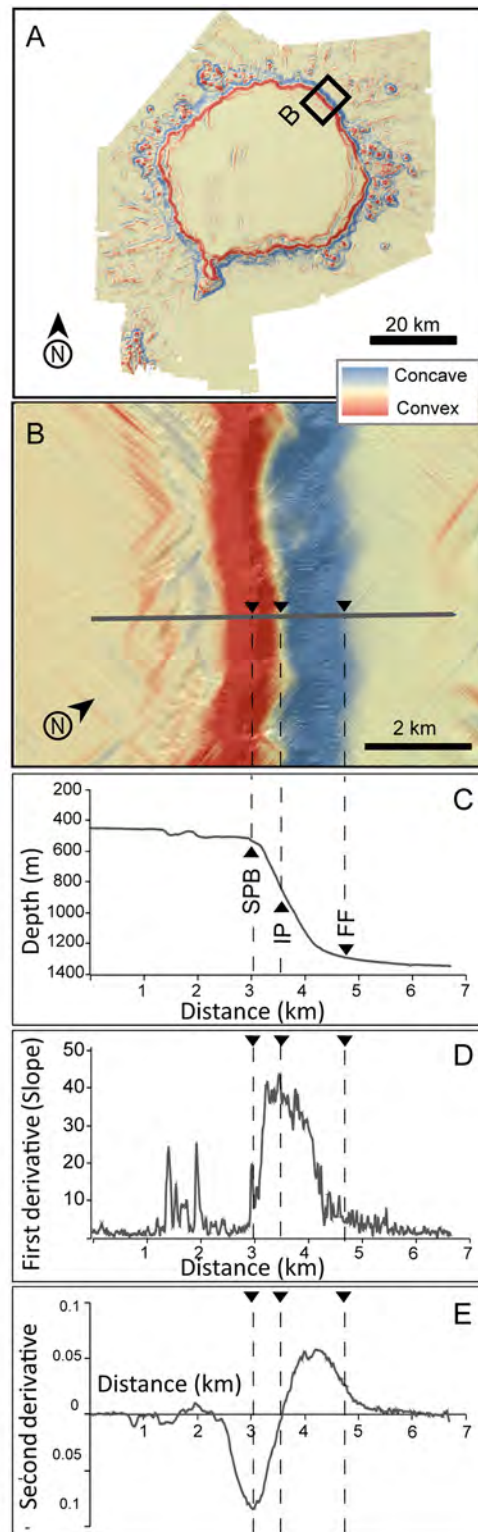 A
B
N
20 km
Concave
Convex
B
N
2 km
C
200
400
600
800
1000
1200
1400
Depth (m)
SPB
IP
FF
1 2 3 4 5 6 7
Distance (km)
D
50
40
30
20
10
First derivative (Slope)
1 2 3 4 5 6 7
Distance (km)
E
0.1
0.05
0
0.05
0.1
-
Second derivative
Distance (km)
1 2 3 4 5 6 7